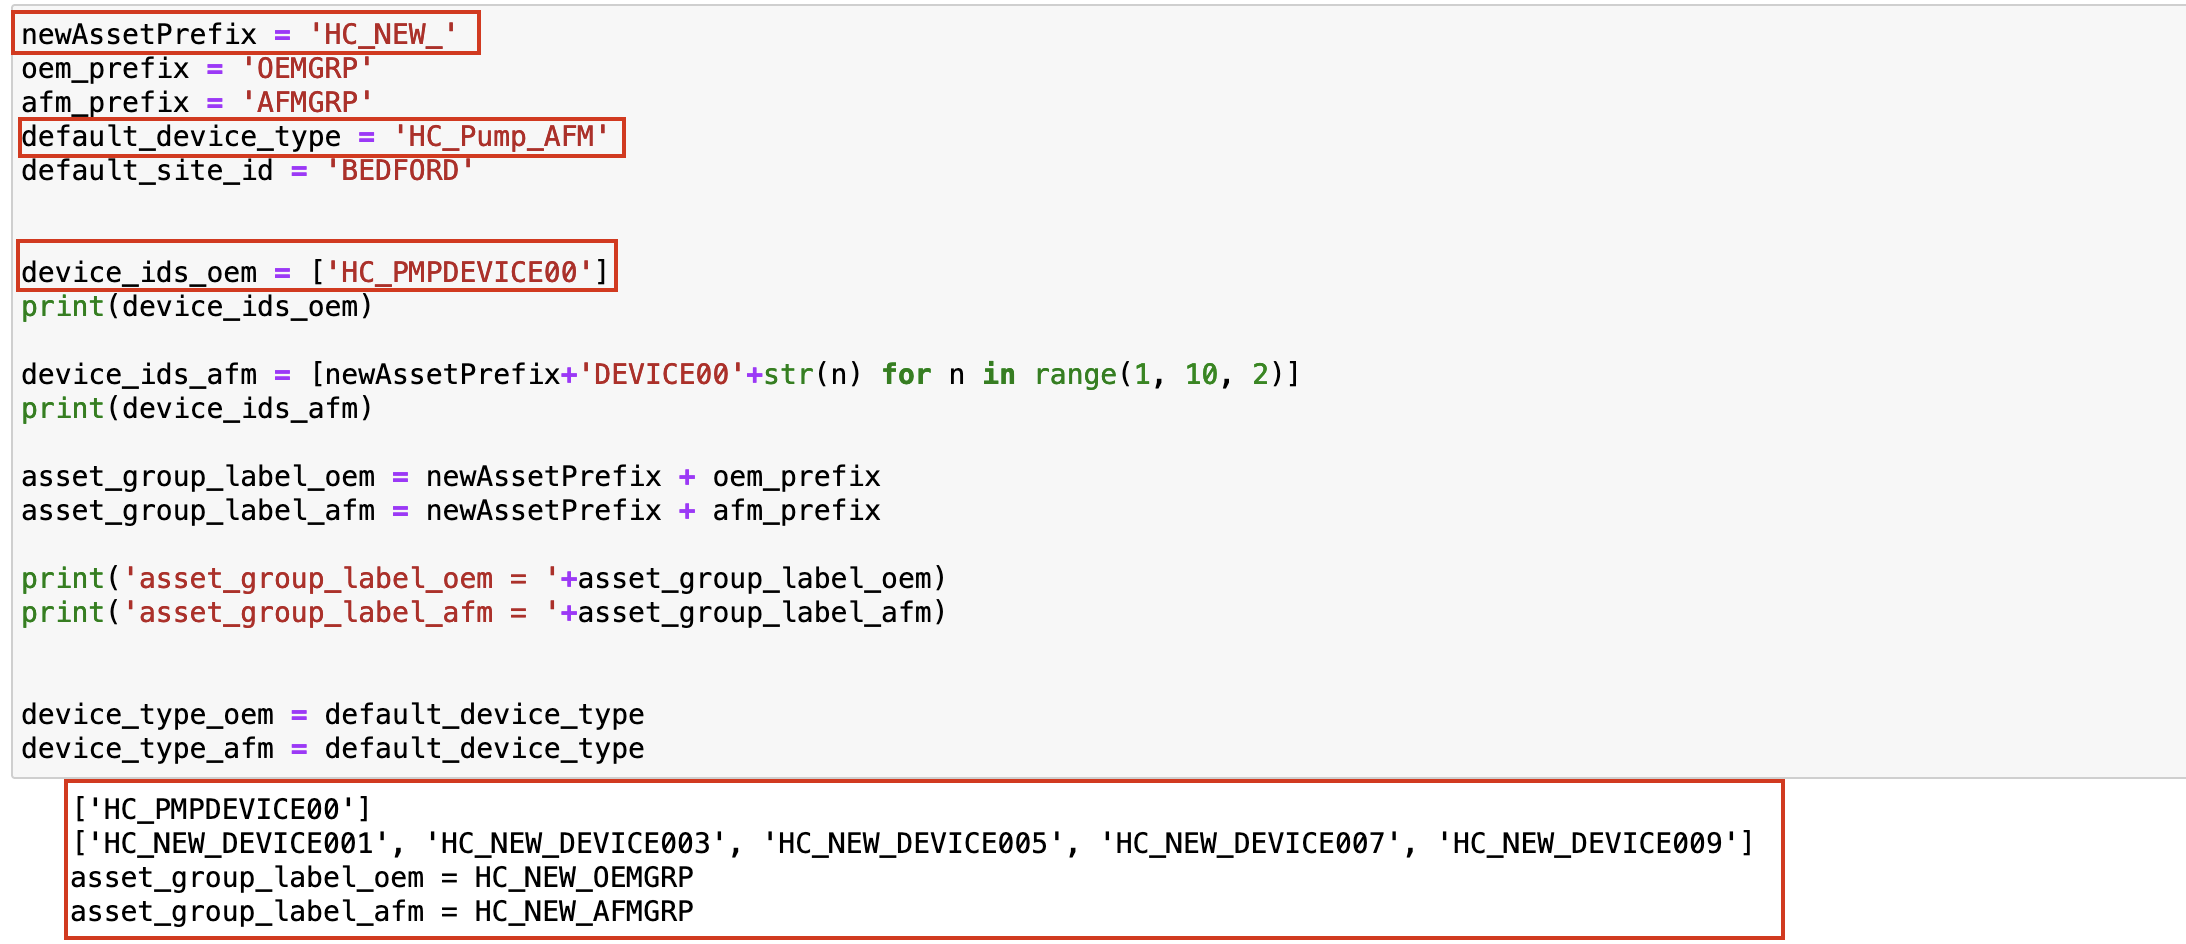 newAssetPrefix = 'HC_NEW_'
oem_prefix = 'OEMGRP'
afm_prefix = 'AFMGRP'
default_device_type = 'HC_Pump_AFM'
default_site_id = 'BEDFORD'
device_ids_oem = ['HC_PMPDEVICE00']
print(device_ids_oem)
device_ids_afm = [newAssetPrefix+'DEVICE00'+str(n) for n in range(1, 10, 2)]
print(device_ids_afm)
asset_group_label_oem = newAssetPrefix + oem_prefix
asset_group_label_afm = newAssetPrefix + afm_prefix
print('asset_group_label_oem = '+asset_group_label_oem)
print('asset_group_label_afm = '+asset_group_label_afm)
device_type_oem = default_device_type
device_type_afm = default_device_type
['HC_PMPDEVICE00']
['HC_NEW_DEVICE001', 'HC_NEW_DEVICE003', 'HC_NEW_DEVICE005', 'HC_NEW_DEVICE007', 'HC_NEW_DEVICE009']
asset_group_label_oem = HC_NEW_OEMGRP
asset_group_label_afm = HC_NEW_AFMGRP